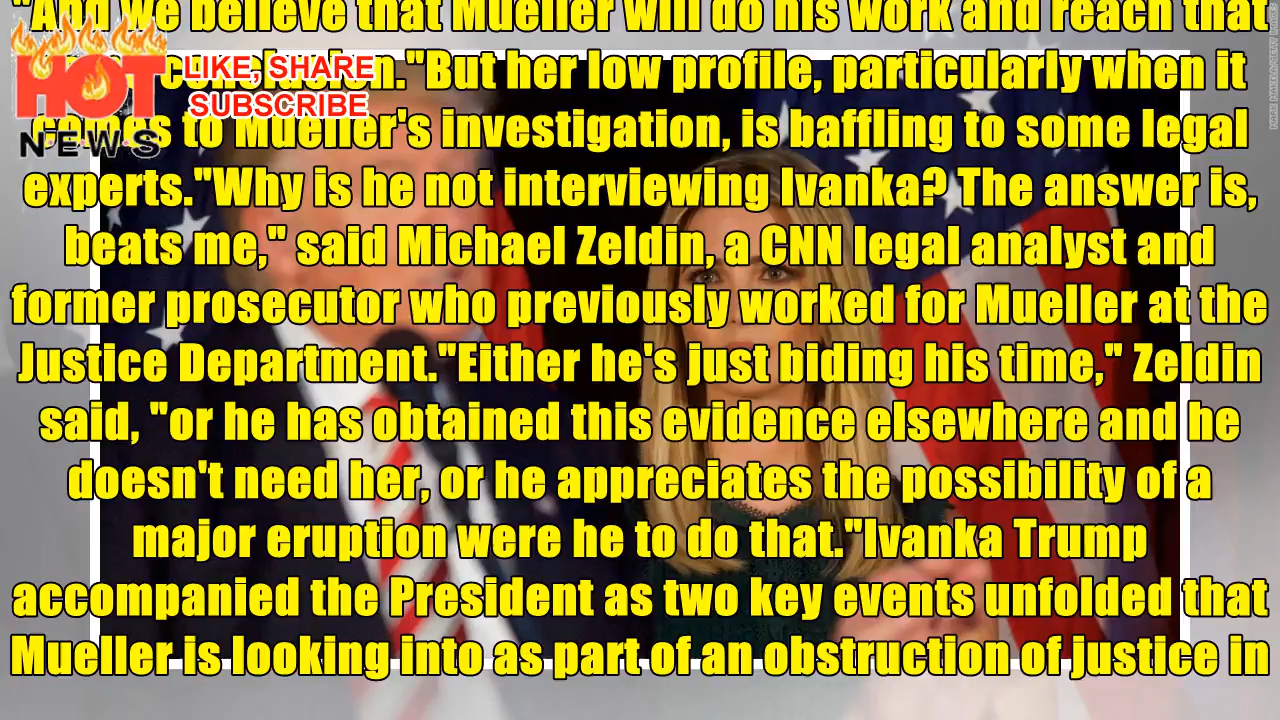 "And we believe that Mueller will do his work and reach that
"But her low profile, particularly when it
comes to Mueller's investigation, is baffling to some legal
experts."Why is he not interviewing Ivanka? The answer is,
beats me," said Michael Zeldin, a CNN legal analyst and
former prosecutor who previously worked for Mueller at the
Justice Department."Either he's just biding his time," Zeldin
said, "or he has obtained this evidence elsewhere and he
doesn't need her, or he appreciates the possibility of a
major eruption were he to do that."Ivanka Trump
accompanied the President as two key events unfolded that
Mueller is looking into as part of an obstruction of justice in
HOT
NEWS
LIKE, SHARE
SUBSCRIBE